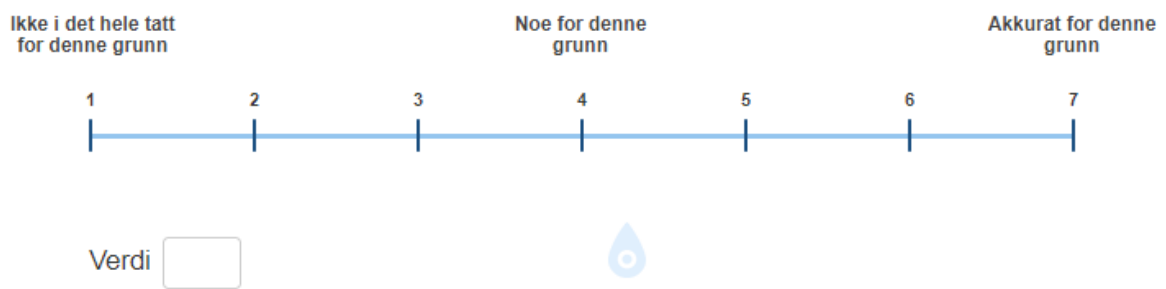 Ikke i det hele tatt
for denne grunn
Noe for denne
grunn
Akkurat for denne
grunn
1 2 3 4 5 6 7
Verdi